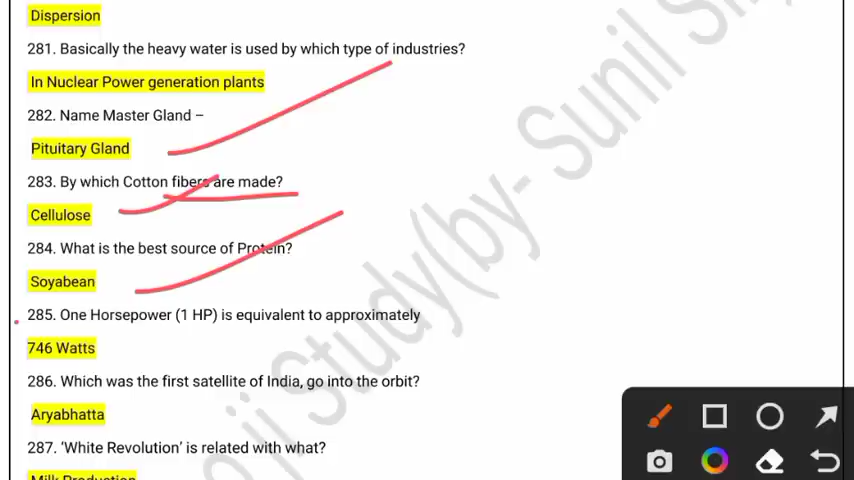 Dispersion
281. Basically the heavy water is used by which type of industries?
In Nuclear Power generation plants
282. Name Master Gland –
Pituitary Gland
283. By which Cotton fibers are made?
Cellulose
284. What is the best source of Protein?
Soyabean
285. One Horsepower (1 HP) is equivalent to approximately
746 Watts
286. Which was the first satellite of India, go into the orbit?
Aryabhatta
287. ‘White Revolution’ is related with what?
Milk Production
ji Study(by- Sunil